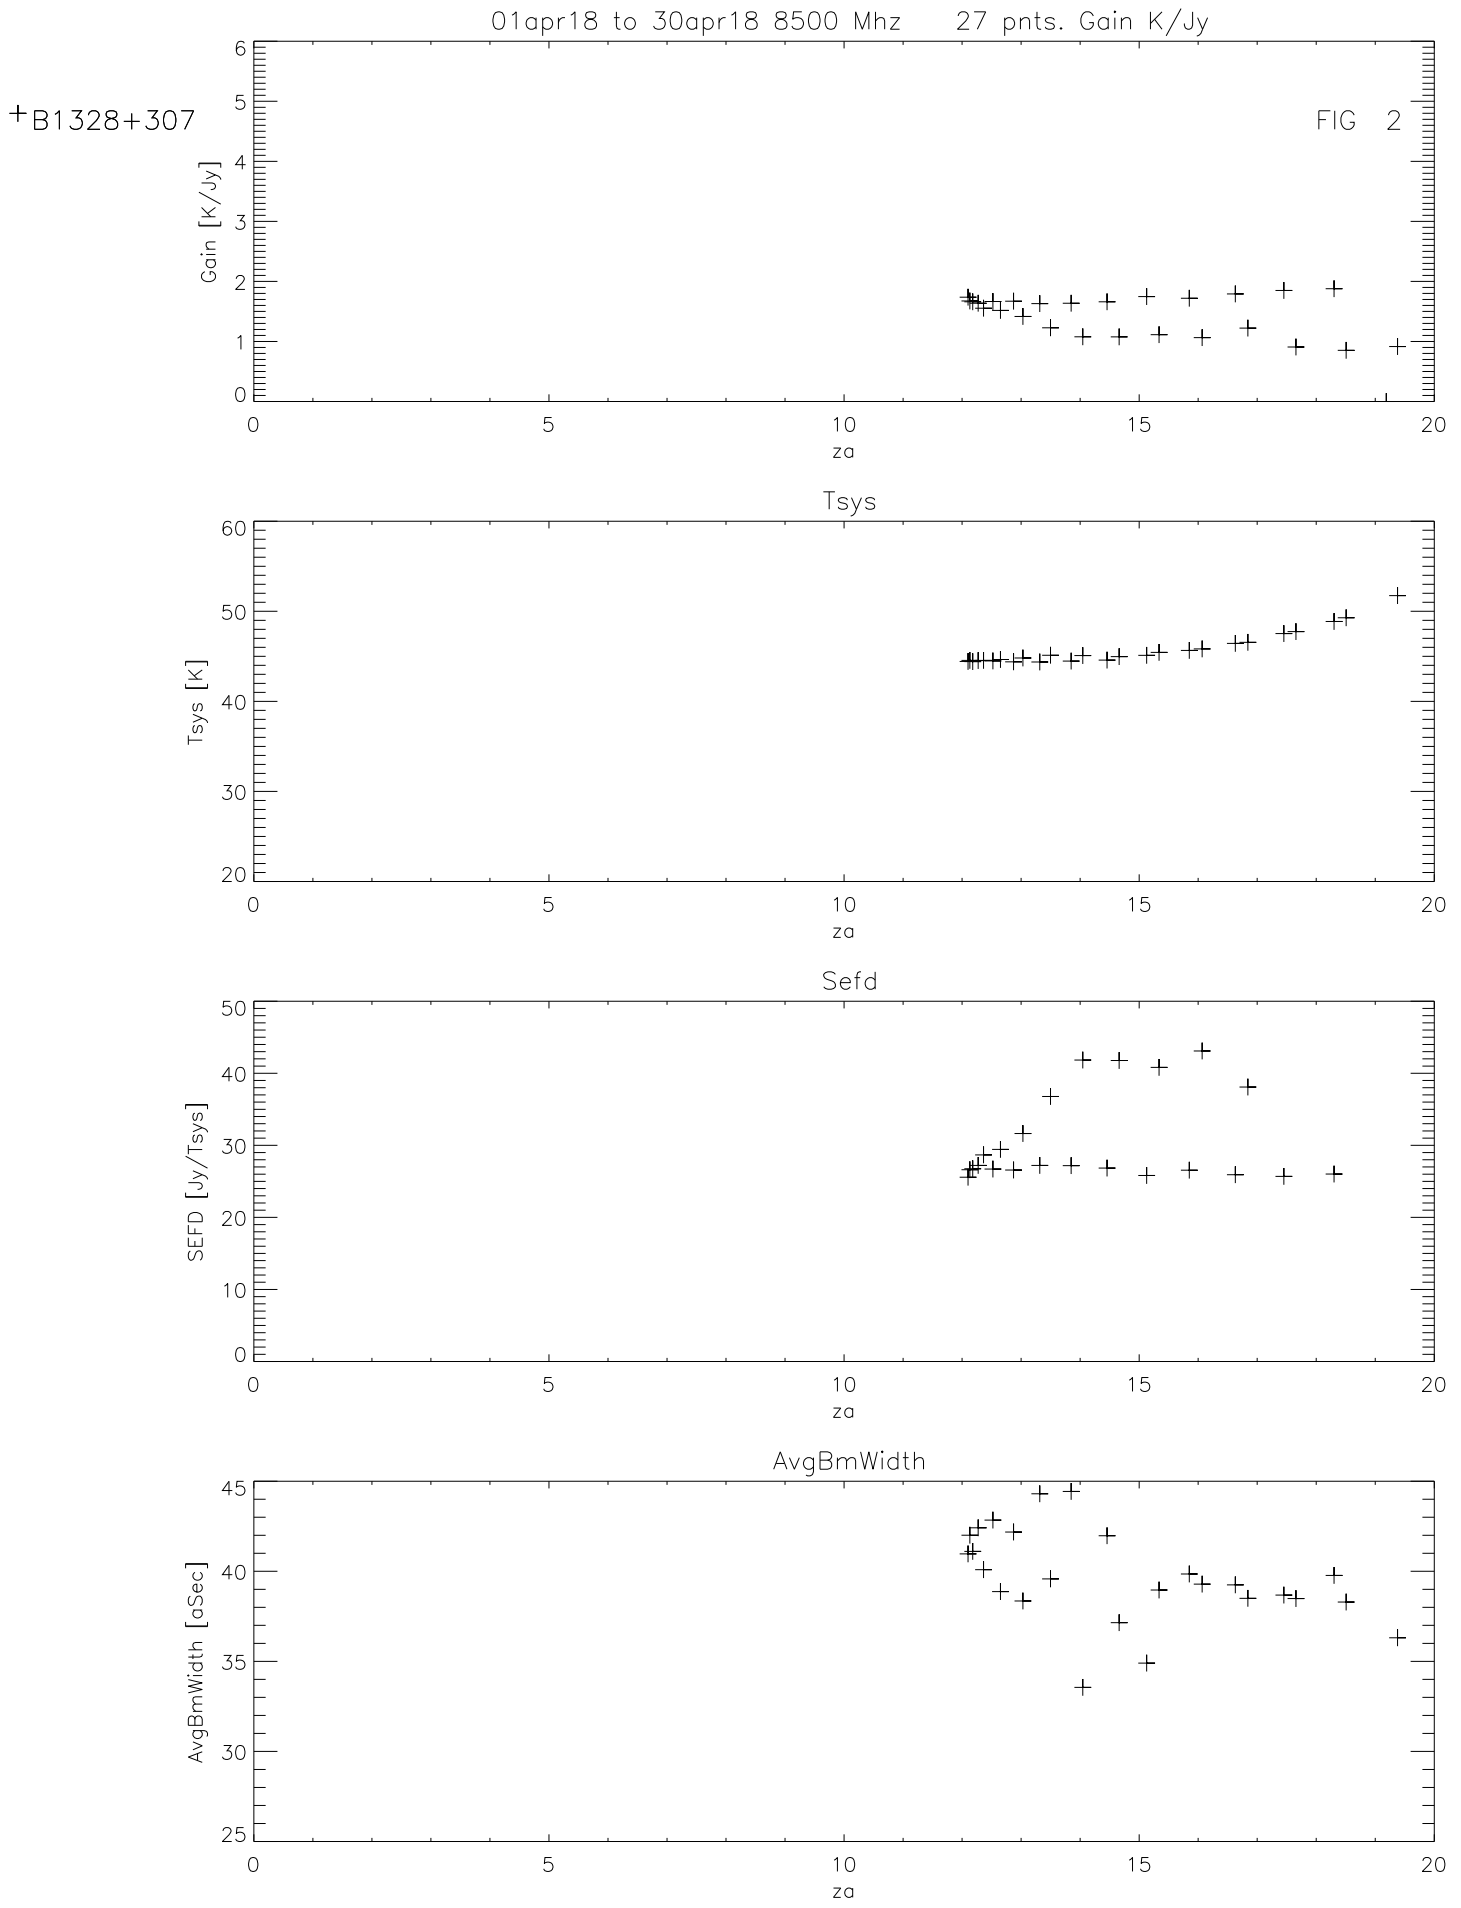 01apr18 to 30apr18 8500 Mhz 27 pnts. Gain K/Jy
+B1328+307
FIG 2
Gain [K/Jy]
6
5
4
3
2
1
0
0 5 10 15 20
za
Tsys
Tsys [K]
60
50
40
30
20
0 5 10 15 20
za
Sefd
SEFD [Jy/Tsys]
50
40
30
20
10
0
0 5 10 15 20
za
AvgBmWidth
AvgBmWidth [aSec]
45
40
35
30
25
0 5 10 15 20
za